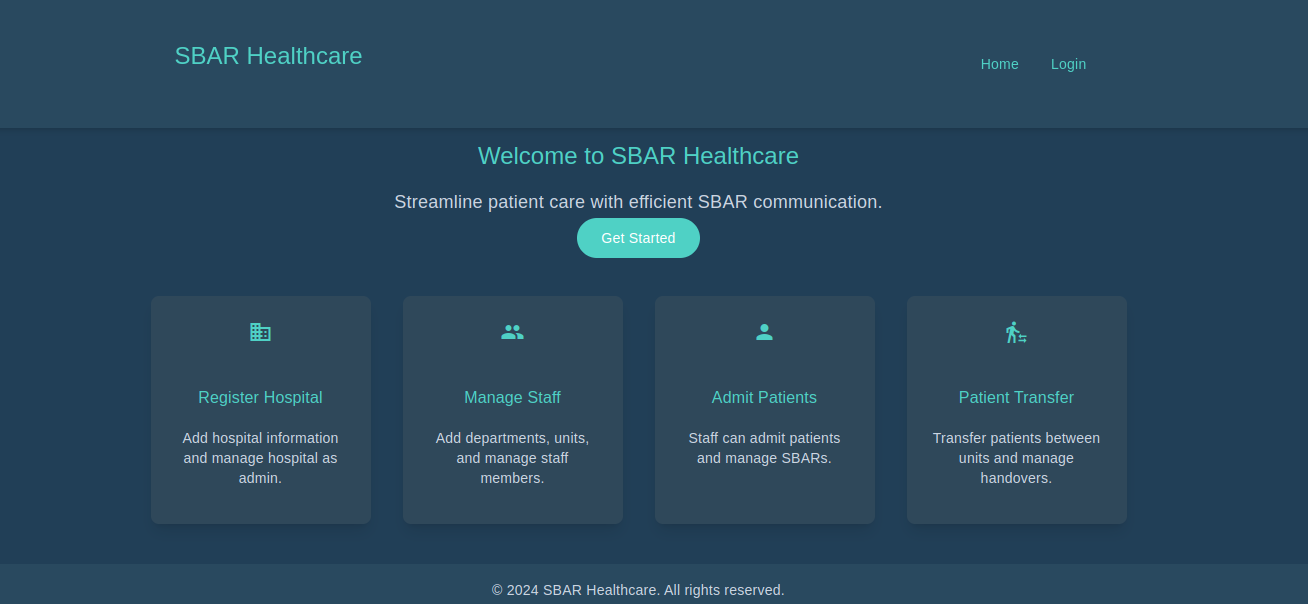 SBAR Healthcare
Home
Login
Welcome to SBAR Healthcare
Streamline patient care with efficient SBAR communication.
Get Started
Register Hospital
Add hospital information
and manage hospital as
admin.
Manage Staff
Add departments, units,
and manage staff
members.
Admit Patients
Staff can admit patients
and manage SBARs.
Patient Transfer
Transfer patients between
units and manage
handovers.
© 2024 SBAR Healthcare. All rights reserved.